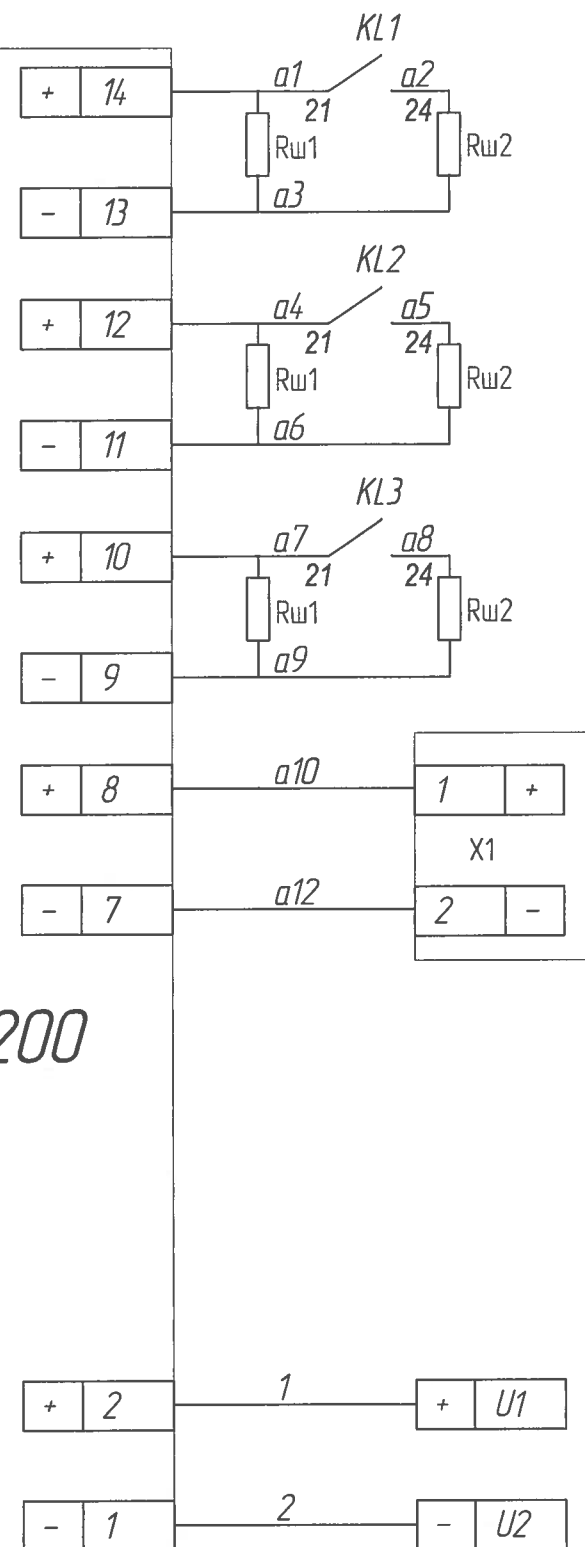 KL1
+ 14 a1 a2
21 24
Rш1 Rш2
- 13 a3
KL2
+ 12 a4 a5
21 24
Rш1 Rш2
- 11 a6
KL3
+ 10 a7 a8
21 24
Rш1 Rш2
- 9 a9
+ 8 a10 1 +
X1
- 7 a12 2 -
200
+ 2 1 + U1
- 1 2 - U2